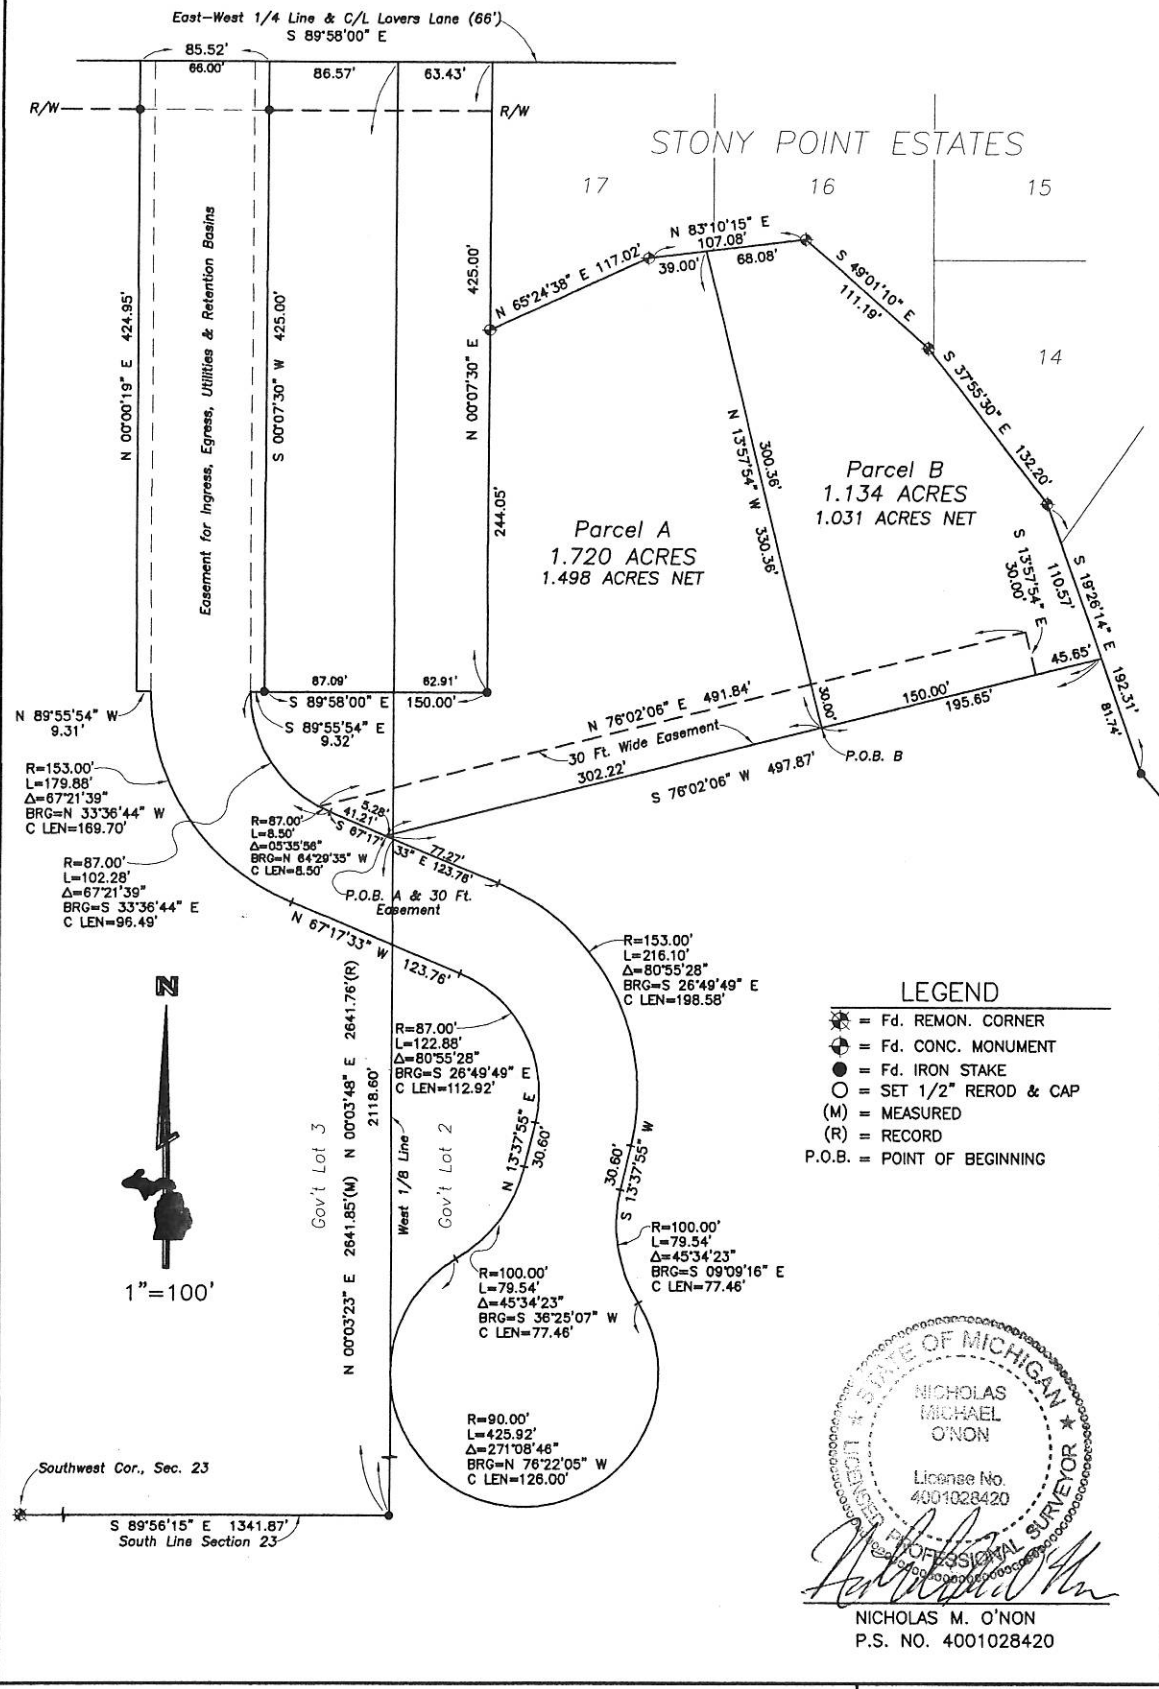 East-West 1/4 Line & C/L Lovers Lane (66')
S 89°58'00" E
85.52'
66.00'
86.57'
63.43'
R/W
R/W
STONY POINT ESTATES
17
16
15
14
N 83°10'15" E
107.08'
39.00'
68.08'
N 65°24'38" E 117.02'
S 49°01'10" E
111.19'
S 37°55'30" E
132.20'
N 00°00'19" E 424.95'
Easement for Ingress, Egress, Utilities & Retention Basins
S 00°07'30" W 425.00'
N 00°07'30" E 425.00'
244.05'
N 13°57'54" W 330.36'
300.36'
30.00'
Parcel A
1.720 ACRES
1.498 ACRES NET
Parcel B
1.134 ACRES
1.031 ACRES NET
S 13°57'54" E
30.00'
S 19°26'14" E 192.31'
110.57'
81.74'
45.65'
150.00'
195.65'
P.O.B. B
87.09'
62.91'
S 89°58'00" E 150.00'
S 89°55'54" E
9.32'
N 89°55'54" W
9.31'
N 76°02'06" E 491.84'
30 Ft. Wide Easement
302.22'
S 76°02'06" W 497.87'
R=153.00'
L=179.88'
Δ=67°21'39"
BRG=N 33°36'44" W
C LEN=169.70'
R=87.00'
L=102.28'
Δ=67°21'39"
BRG=S 33°36'44" E
C LEN=96.49'
R=87.00'
L=8.50'
Δ=05°35'56"
BRG=N 64°29'35" W
C LEN=8.50'
5.28'
41.21'
77.27'
S 67°17'33" E 123.76'
P.O.B. A & 30 Ft.
Easement
N 67°17'33" W 123.76'
R=153.00'
L=216.10'
Δ=80°55'28"
BRG=S 26°49'49" E
C LEN=198.58'
R=87.00'
L=122.88'
Δ=80°55'28"
BRG=S 26°49'49" E
C LEN=112.92'
N 13°37'55" E
30.60'
30.60'
S 13°37'55" W
N
1"=100'
Gov't Lot 3
N 00°03'23" E 2641.85'(M) N 00°03'48" E 2641.76'(R)
2118.60'
West 1/8 Line
Gov't Lot 2
R=100.00'
L=79.54'
Δ=45°34'23"
BRG=S 36°25'07" W
C LEN=77.46'
R=100.00'
L=79.54'
Δ=45°34'23"
BRG=S 09°09'16" E
C LEN=77.46'
R=90.00'
L=425.92'
Δ=271°08'46"
BRG=N 76°22'05" W
C LEN=126.00'
Southwest Cor., Sec. 23
S 89°56'15" E 1341.87'
South Line Section 23
LEGEND
= Fd. REMON. CORNER
= Fd. CONC. MONUMENT
= Fd. IRON STAKE
= SET 1/2" REROD & CAP
(M) = MEASURED
(R) = RECORD
P.O.B. = POINT OF BEGINNING
STATE OF MICHIGAN
NICHOLAS
MICHAEL
O'NON
License No.
4001028420
LICENSED PROFESSIONAL SURVEYOR
NICHOLAS M. O'NON
P.S. NO. 4001028420